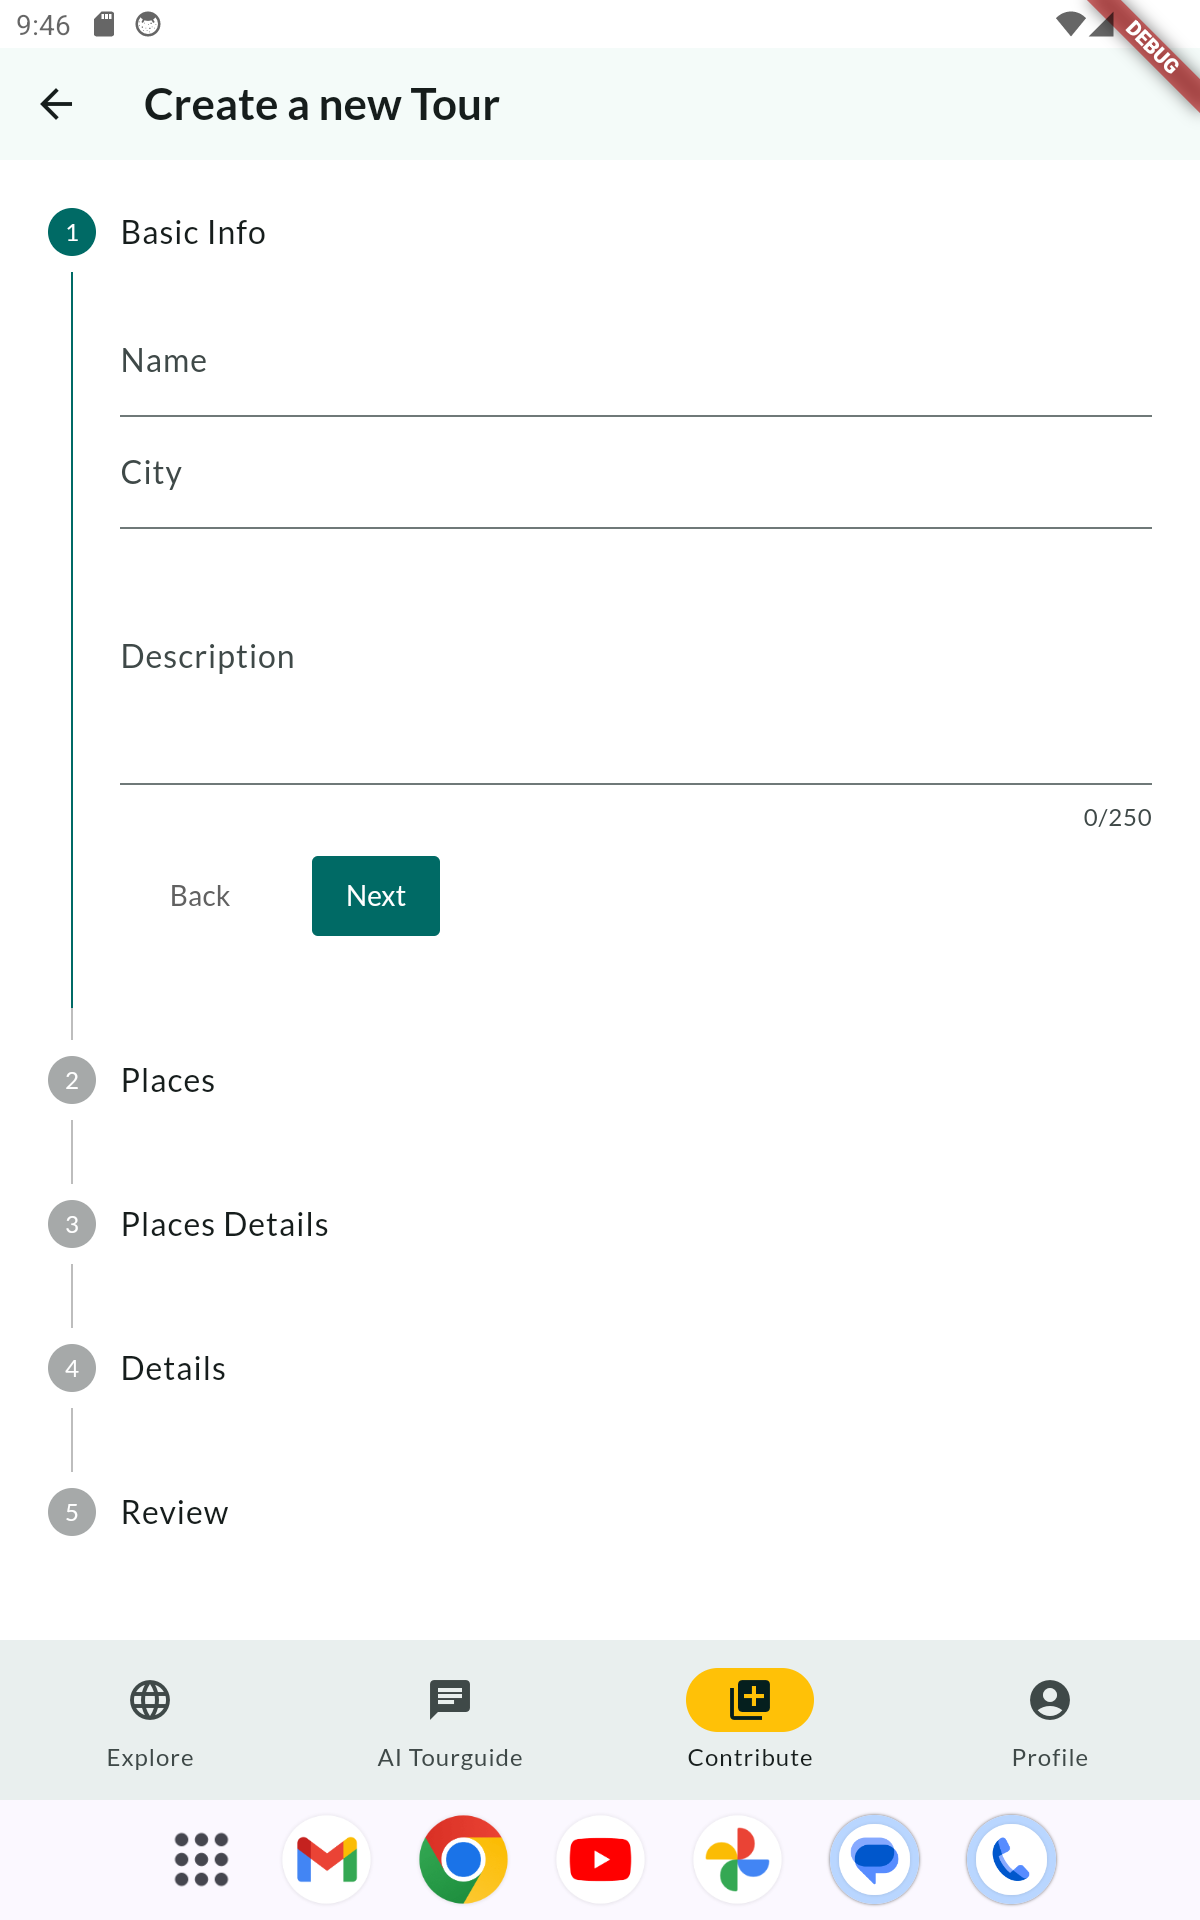 9:46
DEBUG
Create a new Tour
1 Basic Info
Name
City
Description
0/250
Back Next
2 Places
3 Places Details
4 Details
5 Review
Explore AI Tourguide Contribute Profile